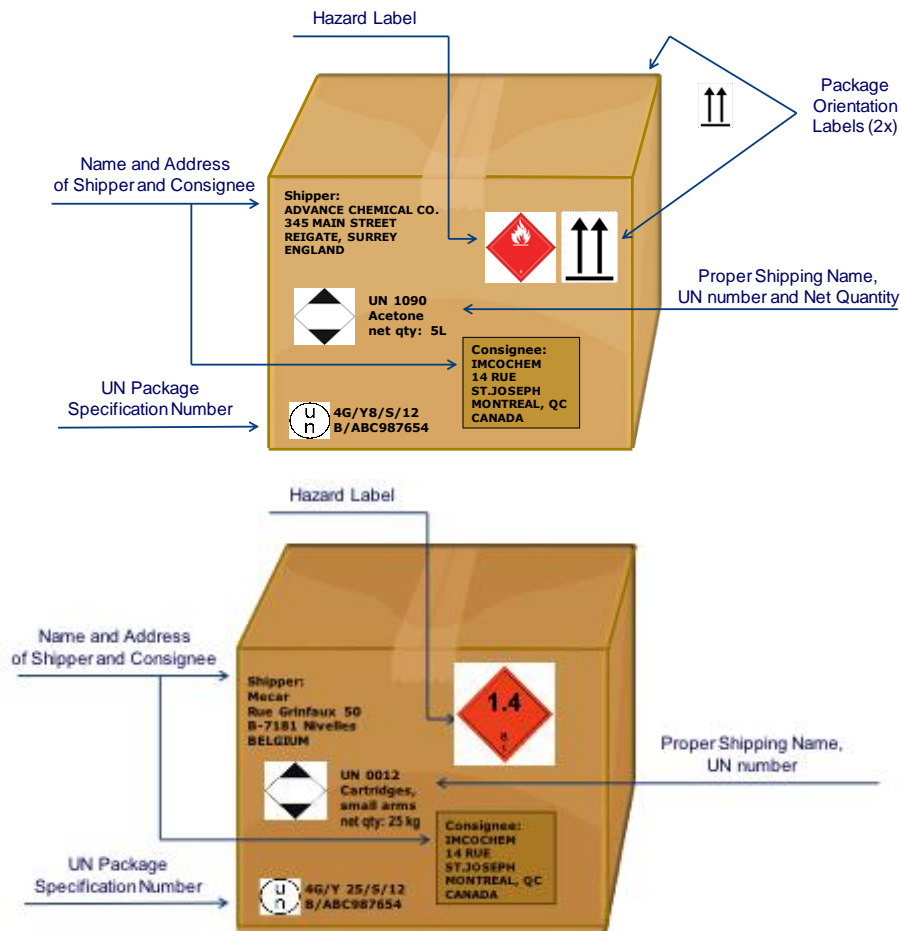 Hazard Label
Package
Orientation
Labels (2x)
Name and Address
of Shipper and Consignee
Shipper:
ADVANCE CHEMICAL CO.
345 MAIN STREET
REIGATE, SURREY
ENGLAND
Proper Shipping Name,
UN number and Net Quantity
UN 1090
Acetone
net qty: 5L
Consignee:
IMCOCHEM
14 RUE
ST.JOSEPH
MONTREAL, QC
CANADA
UN Package
Specification Number
un
4G/Y8/S/12
B/ABC987654
Hazard Label
Name and Address
of Shipper and Consignee
Shipper:
Mecar
Rue Grinfaux 50
B-7181 Nivelles
BELGIUM
1.4
Proper Shipping Name,
UN number
UN 0012
Cartridges,
small arms
net qty: 25 kg
Consignee:
IMCOCHEM
14 RUE
ST.JOSEPH
MONTREAL, QC
CANADA
UN Package
Specification Number
un
4G/Y 25/S/12
B/ABC987654